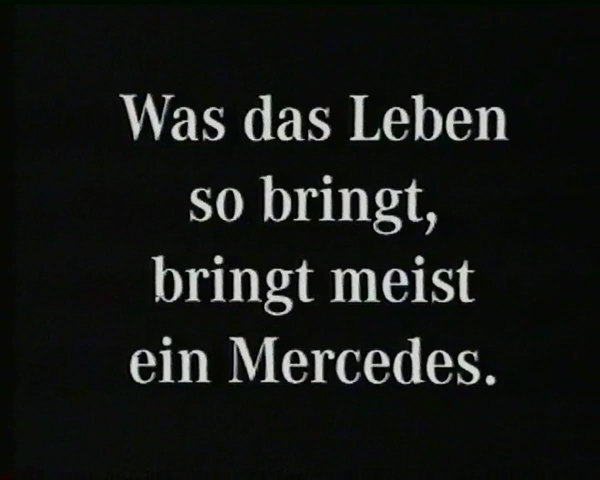 Was das Leben
so bringt,
bringt meist
ein Mercedes.